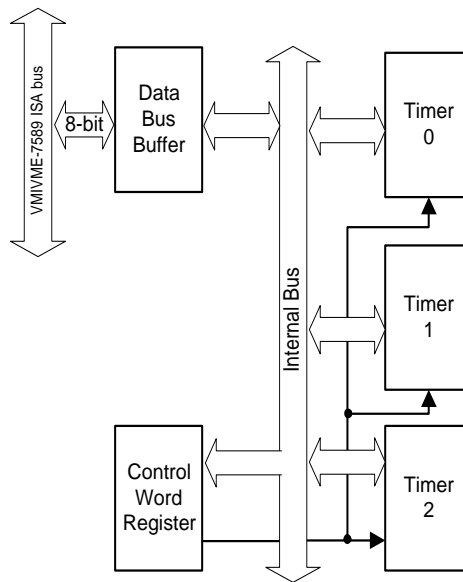 VMIVME-7589 ISA bus
8-bit
Data
Bus
Buffer
Internal Bus
Timer
0
Timer
1
Control
Word
Register
Timer
2